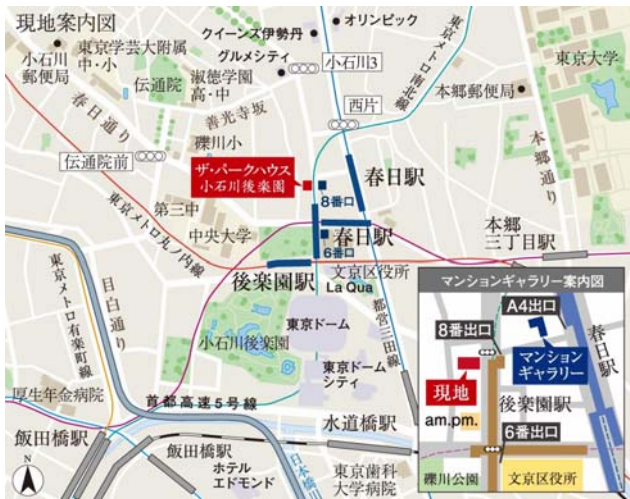 現地案内図
オリンピック
クイーンズ伊勢丹
グルメシティ
小石川
郵便局
東京学芸大附属
中・小
伝通院
淑徳学園
高・中
小石川3
東京メトロ南北線
東京大学
本郷郵便局
西片
春日通り
善光寺坂
礫川小
伝通院前
本郷通り
ザ・パークハウス
小石川後楽園
8番口
春日駅
第三中
中央大学
東京メトロ丸ノ内線
春日駅
6番口
本郷
三丁目駅
後楽園駅
文京区役所
La Qua
東京メトロ有楽町線
目白通り
小石川後楽園
東京ドーム
都営三田線
東京ドーム
シティ
厚生年金病院
首都高速5号線
水道橋駅
飯田橋駅
飯田橋駅
ホテル
エドモンド
日本橋川
東京歯科
大学病院
N
マンションギャラリー案内図
A4出口
8番出口
春日駅
マンション
ギャラリー
現地
後楽園駅
am.pm.
6番出口
礫川公園
文京区役所